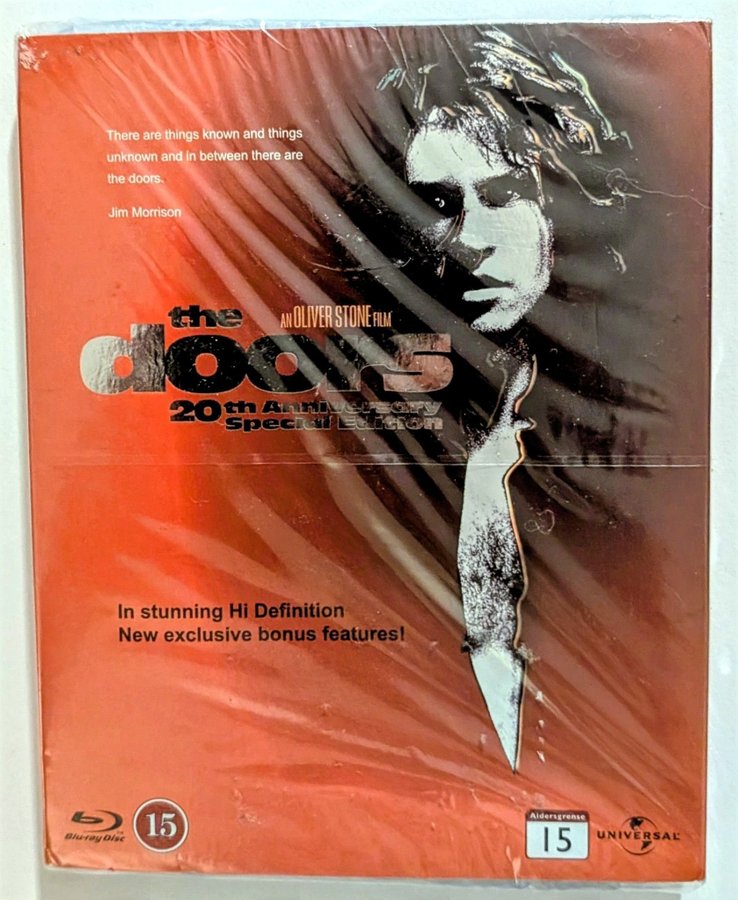 There are things known and things
unknown and in between there are
the doors.
Jim Morrison
AN OLIVER STONE FILM
the
doors
20th Anniversary
Special Edition
In stunning Hi Definition
New exclusive bonus features!
Blu-ray Disc
15
Aldersgrense
15
UNIVERSAL